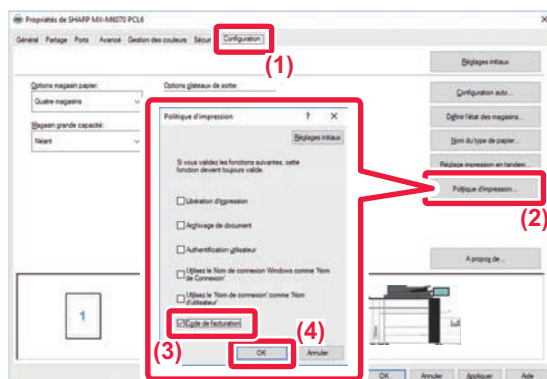 Propriétés de SHARP MX-M6070 PCL6
Général Partage Ports Avancé Gestion des couleurs Sécur Configuration
(1)
Réglages initiaux
Options magasin papier:
Options plateaux de sortie:
Quatre magasins
Configuration auto...
Magasin grande capacité:
Néant
Définir l'état des magasins...
Nom du type de papier...
Réglage impression en tandem...
Politique d'impression...
(2)
A propos de...
Politique d'impression ? X
Réglages initiaux
Si vous validez les fonctions suivantes, cette
fonction devient toujours valide.
Libération d'impression
Archivage de document
Authentification utilisateur
Utilisez le Nom de connexion Windows comme 'Nom
de Connexion'
Utilisez le 'Nom de connexion' comme 'Nom
d'utilisateur'
Code de facturation
(3)
(4)
OK Annuler
1
OK Annuler Appliquer Aide